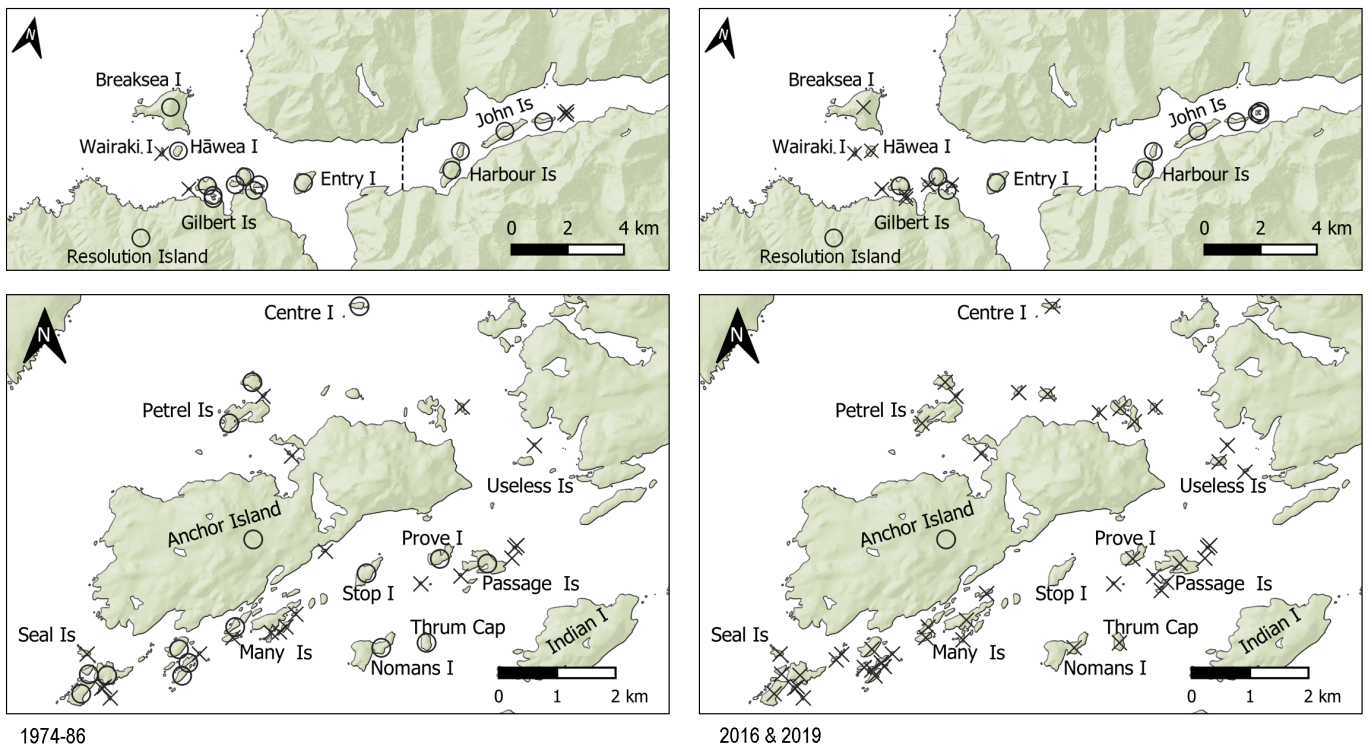 N
Breaksea I
John Is
Wairaki I
Hāwea I
Entry I
Harbour Is
Gilbert Is
Resolution Island
0 2 4 km
N
Breaksea I
John Is
Wairaki I
Hāwea I
Entry I
Harbour Is
Gilbert Is
Resolution Island
0 2 4 km
N
Centre I
Petrel Is
Useless Is
Anchor Island
Prove I
Passage Is
Stop I
Seal Is
Thrum Cap
Many Is
Nomans I
Indian I
0 1 2 km
N
Centre I
Petrel Is
Useless Is
Anchor Island
Prove I
Passage Is
Stop I
Seal Is
Thrum Cap
Many Is
Nomans I
Indian I
0 1 2 km
1974-86
2016 & 2019